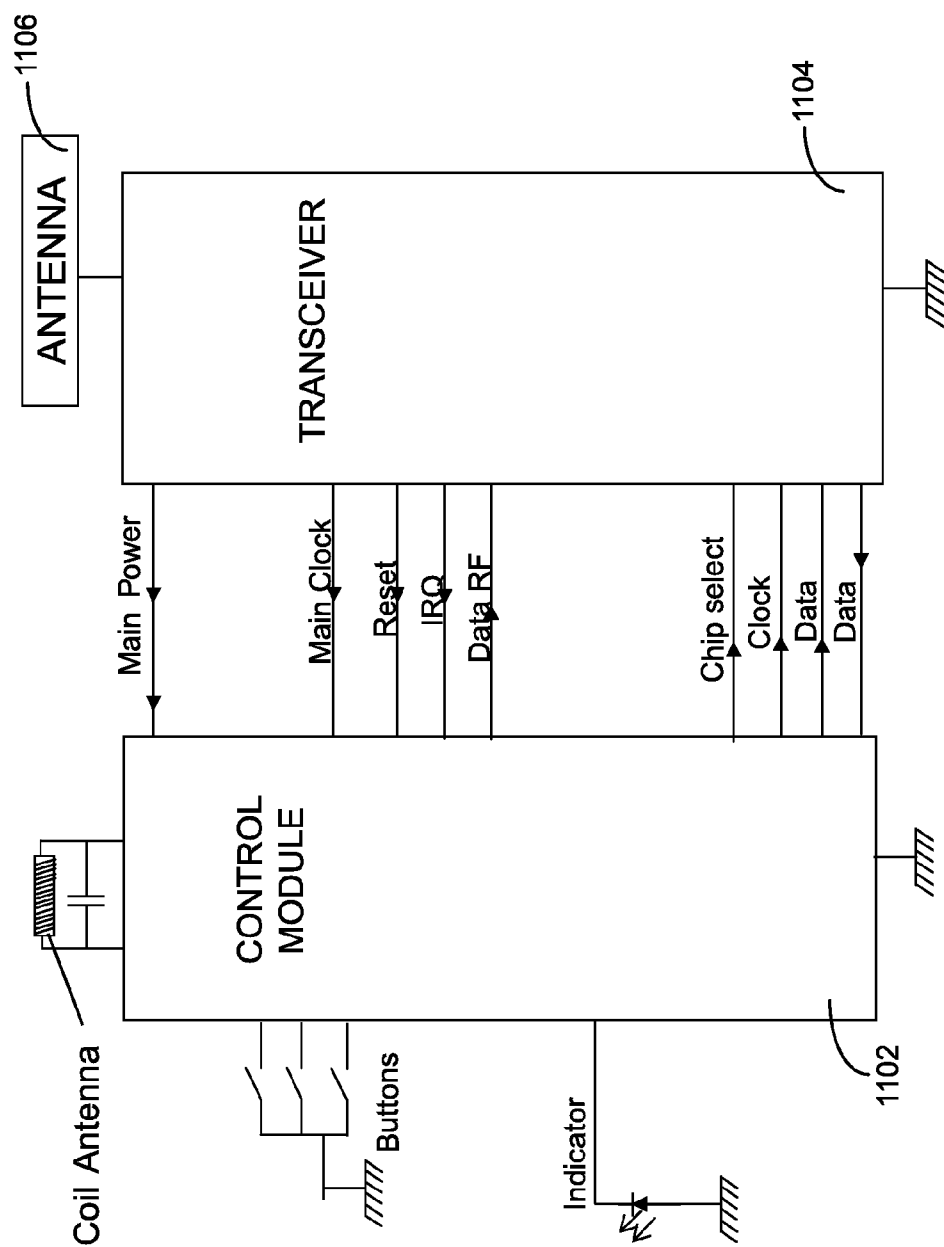 1106
ANTENNA
1104
TRANSCEIVER
Main Power
Main Clock
Reset
IRQ
Data RF
Chip select
Clock
Data
Data
CONTROL
MODULE
Coil Antenna
Buttons
Indicator
1102